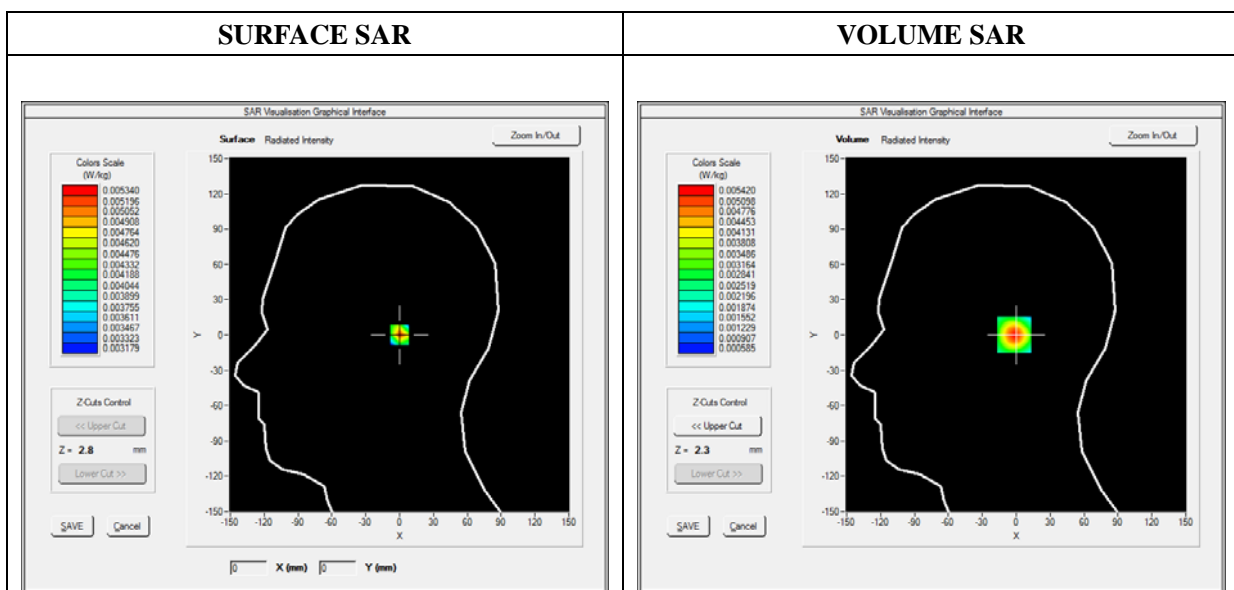 SURFACE SAR
VOLUME SAR
SAR Visualisation Graphical Interface
Surface Radiated Intensity
Zoom In/Out
Colors Scale
(W/kg)
0.005340
0.005196
0.005052
0.004908
0.004764
0.004620
0.004476
0.004332
0.004188
0.004044
0.003899
0.003755
0.003611
0.003467
0.003323
0.003179
150
120
90
60
30
0
-30
-60
-90
-120
-150
Y
-150 -120 -90 -60 -30 0 30 60 90 120 150
X
Z-Cuts Control
<< Upper Cut
Z = 2.8 mm
Lower Cut >>
SAVE Cancel
0 X (mm) 0 Y (mm)
SAR Visualisation Graphical Interface
Volume Radiated Intensity
Zoom In/Out
Colors Scale
(W/kg)
0.005420
0.005098
0.004776
0.004453
0.004131
0.003808
0.003486
0.003164
0.002841
0.002519
0.002196
0.001874
0.001552
0.001229
0.000907
0.000585
150
120
90
60
30
0
-30
-60
-90
-120
-150
Y
-150 -120 -90 -60 -30 0 30 60 90 120 150
X
Z-Cuts Control
<< Upper Cut
Z = 2.3 mm
Lower Cut >>
SAVE Cancel